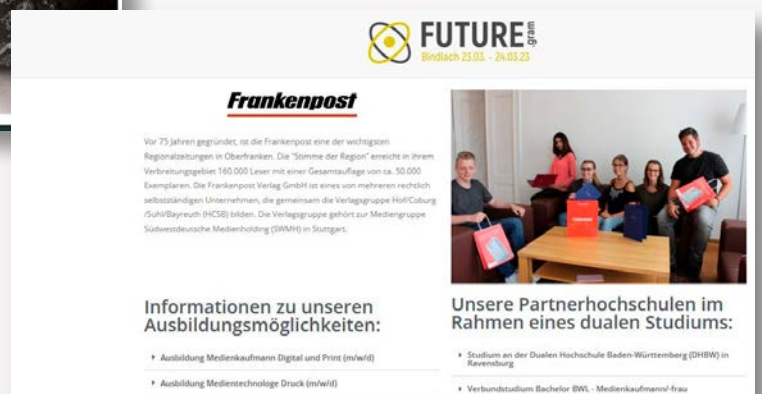 FUTURE.gram
Bindlach 23.03. - 24.03.23
Frankenpost
Vor 75 Jahren gegründet, ist die Frankenpost eine der wichtigsten
Regionalzeitungen in Oberfranken. Die "Stimme der Region" erreicht in ihrem
Verbreitungsgebiet 160.000 Leser mit einer Gesamtauflage von ca. 50.000
Exemplaren. Die Frankenpost Verlag GmbH ist eines von mehreren rechtlich
selbstständigen Unternehmen, die gemeinsam die Verlagsgruppe Hof/Coburg
/Suhl/Bayreuth (HCSB) bilden. Die Verlagsgruppe gehört zur Mediengruppe
Südwestdeutsche Medienholding (SWMH) in Stuttgart.
Informationen zu unseren
Ausbildungsmöglichkeiten:
Ausbildung Medienkaufmann Digital und Print (m/w/d)
Ausbildung Medientechnologe Druck (m/w/d)
Unsere Partnerhochschulen im
Rahmen eines dualen Studiums:
Studium an der Dualen Hochschule Baden-Württemberg (DHBW) in
Ravensburg
Verbundstudium Bachelor BWL - Medienkaufmann/-frau